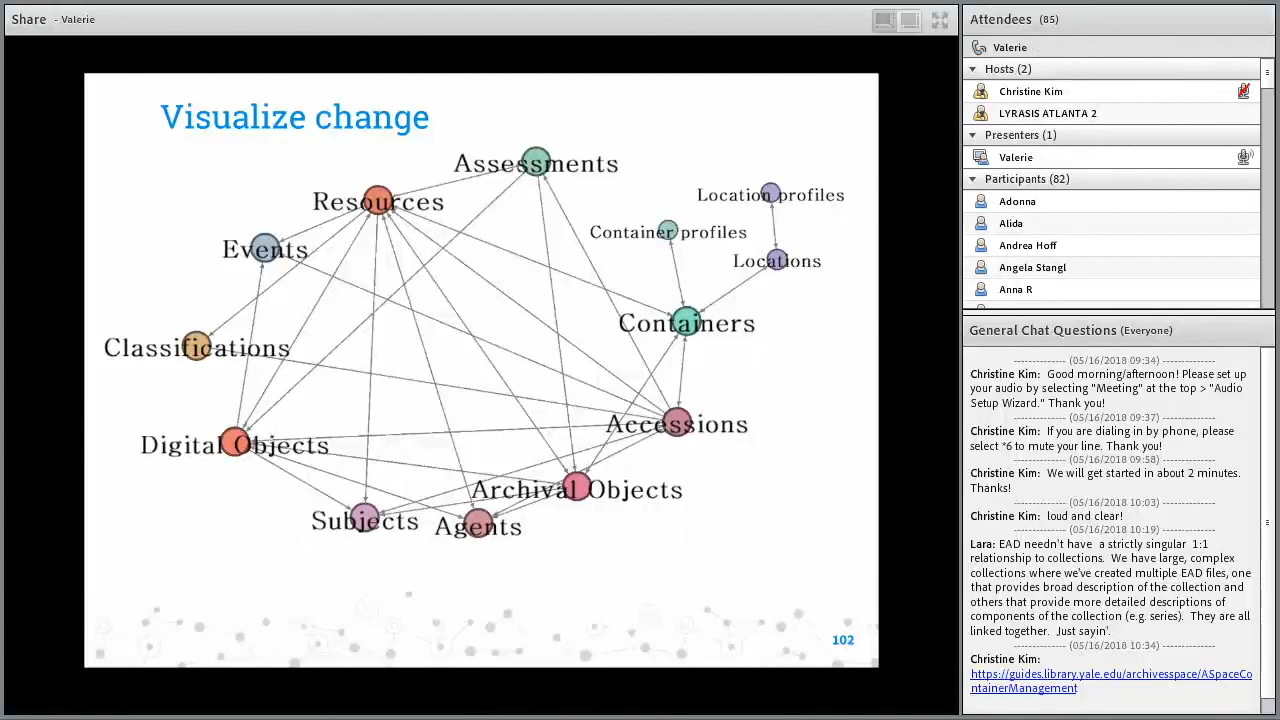 Share - Valerie
Visualize change
Assessments
Resources
Location profiles
Container profiles
Events
Locations
Containers
Classifications
Accessions
Digital Objects
Archival Objects
Subjects
Agents
102
Attendees (85)
Valerie
Hosts (2)
Christine Kim
LYRASIS ATLANTA 2
Presenters (1)
Valerie
Participants (82)
Adonna
Alida
Andrea Hoff
Angela Stangl
Anna R
General Chat Questions (Everyone)
------------- (05/16/2018 09:34) -------------
Christine Kim: Good morning/afternoon! Please set up
your audio by selecting "Meeting" at the top > "Audio
Setup Wizard." Thank you!
------------- (05/16/2018 09:37) -------------
Christine Kim: If you are dialing in by phone, please
select *6 to mute your line. Thank you!
------------- (05/16/2018 09:58) -------------
Christine Kim: We will get started in about 2 minutes.
Thanks!
------------- (05/16/2018 10:03) -------------
Christine Kim: loud and clear!
------------- (05/16/2018 10:19) -------------
Lara: EAD needn't have a strictly singular 1:1
relationship to collections. We have large, complex
collections where we've created multiple EAD files, one
that provides broad description of the collection and
others that provide more detailed descriptions of
components of the collection (e.g. series). They are all
linked together. Just sayin'.
------------- (05/16/2018 10:34) -------------
Christine Kim:
https://guides.library.yale.edu/archivesspace/ASpaceCo
ntainerManagement